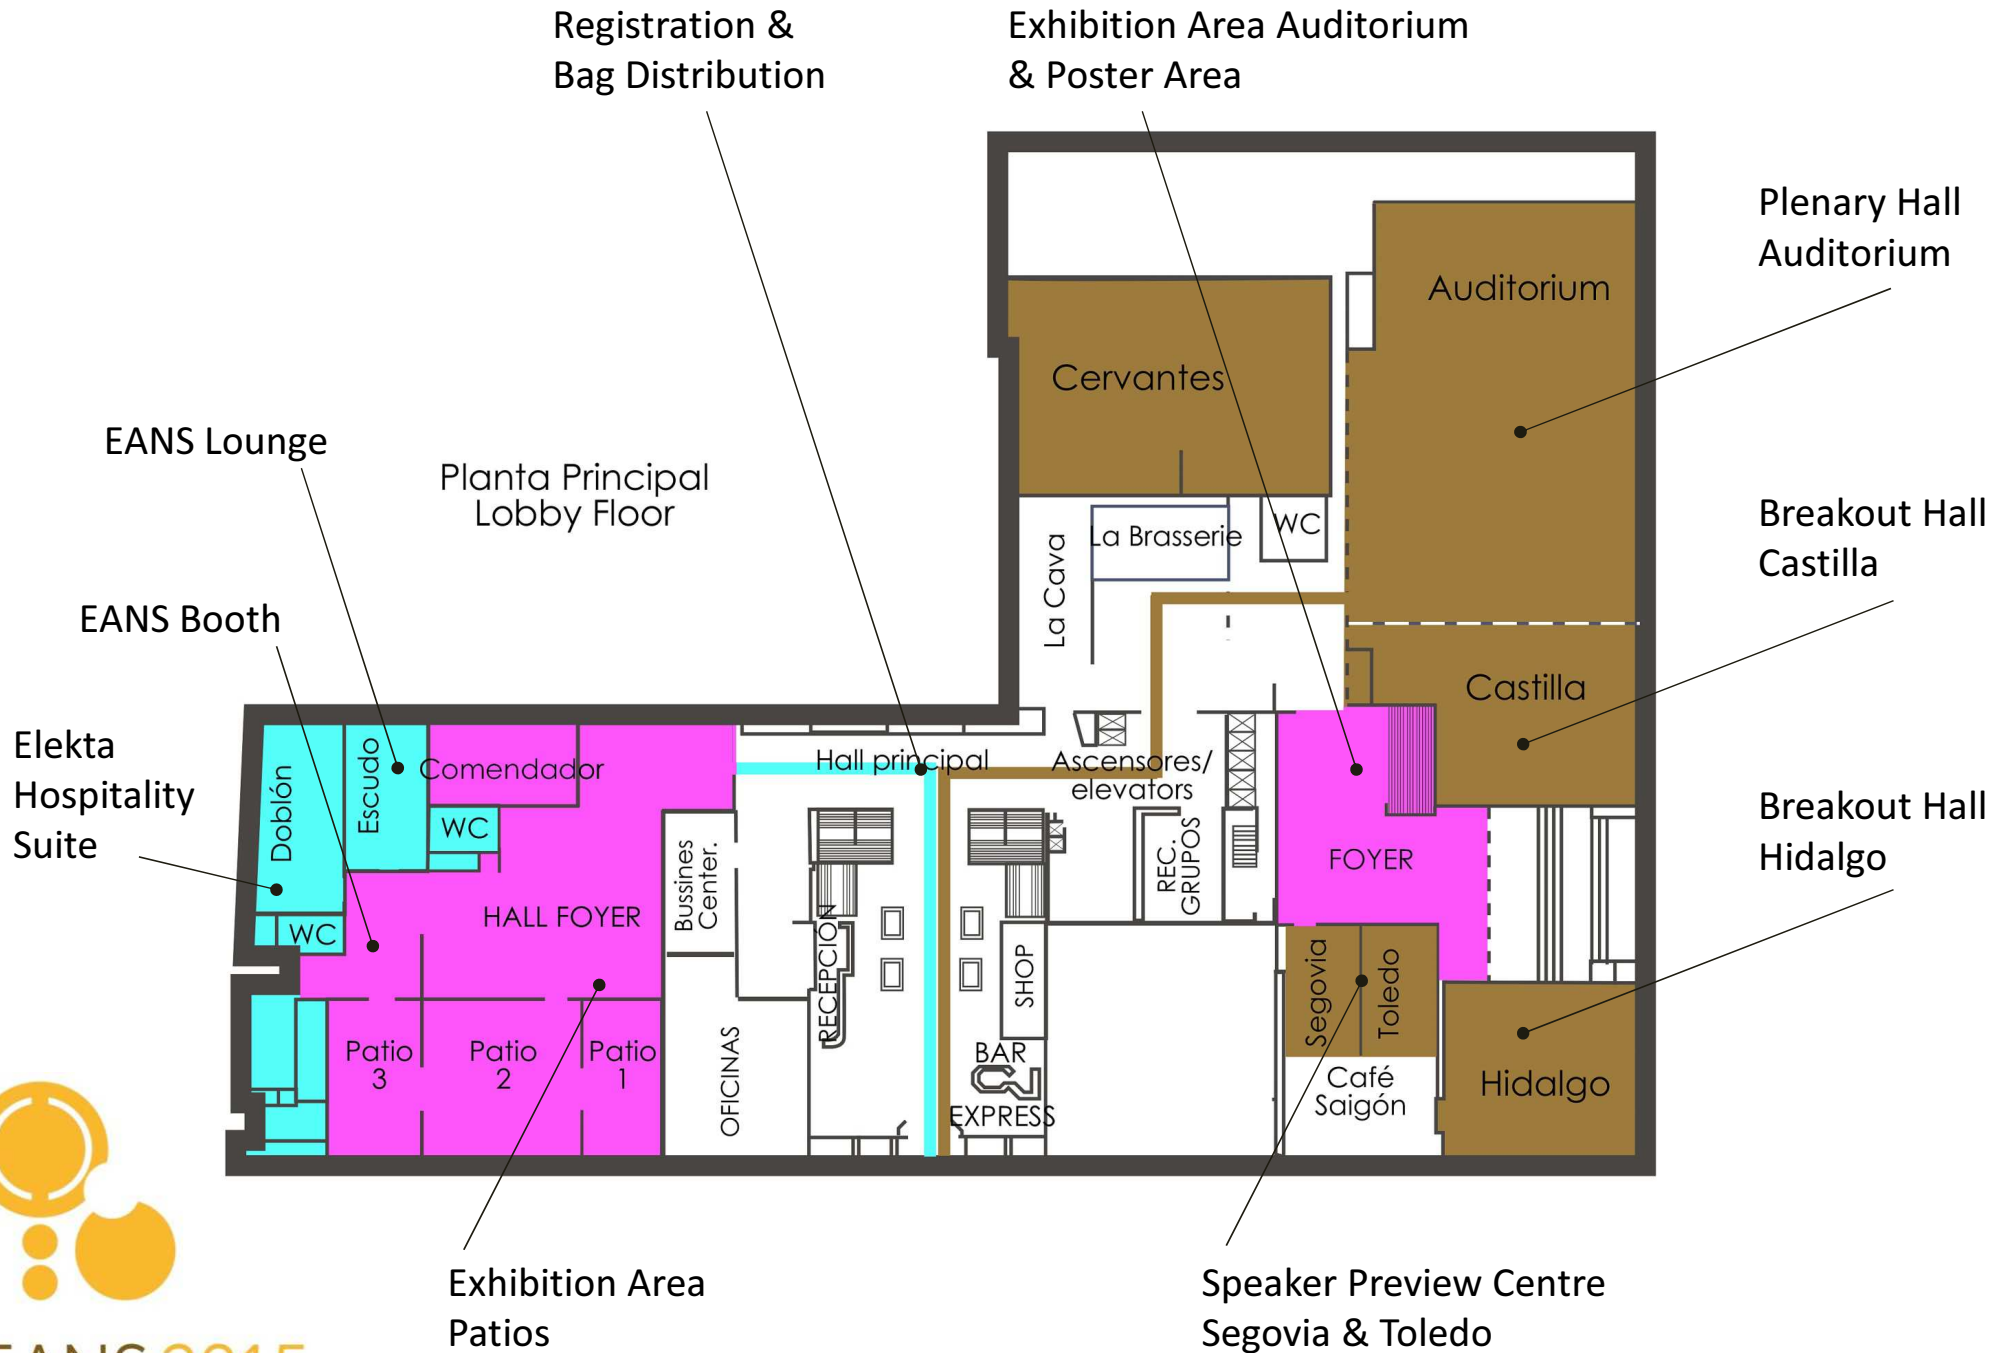 Registration &
Bag Distribution
Exhibition Area Auditorium
& Poster Area
Plenary Hall
Auditorium
Auditorium
Cervantes
EANS Lounge
Planta Principal
Lobby Floor
Breakout Hall
Castilla
La Brasserie
WC
La Cava
EANS Booth
Castilla
Elekta
Hospitality
Suite
Doblón
Escudo
Comendador
WC
Hall principal
Ascensores/
elevators
Breakout Hall
Hidalgo
Bussines
Center.
REC.
GRUPOS
FOYER
HALL FOYER
WC
RECEPCIÓN
SHOP
Segovia
Toledo
Patio
3
Patio
2
Patio
1
OFICINAS
BAR
EXPRESS
Café
Saigón
Hidalgo
Exhibition Area
Patios
Speaker Preview Centre
Segovia & Toledo
EANS 2015